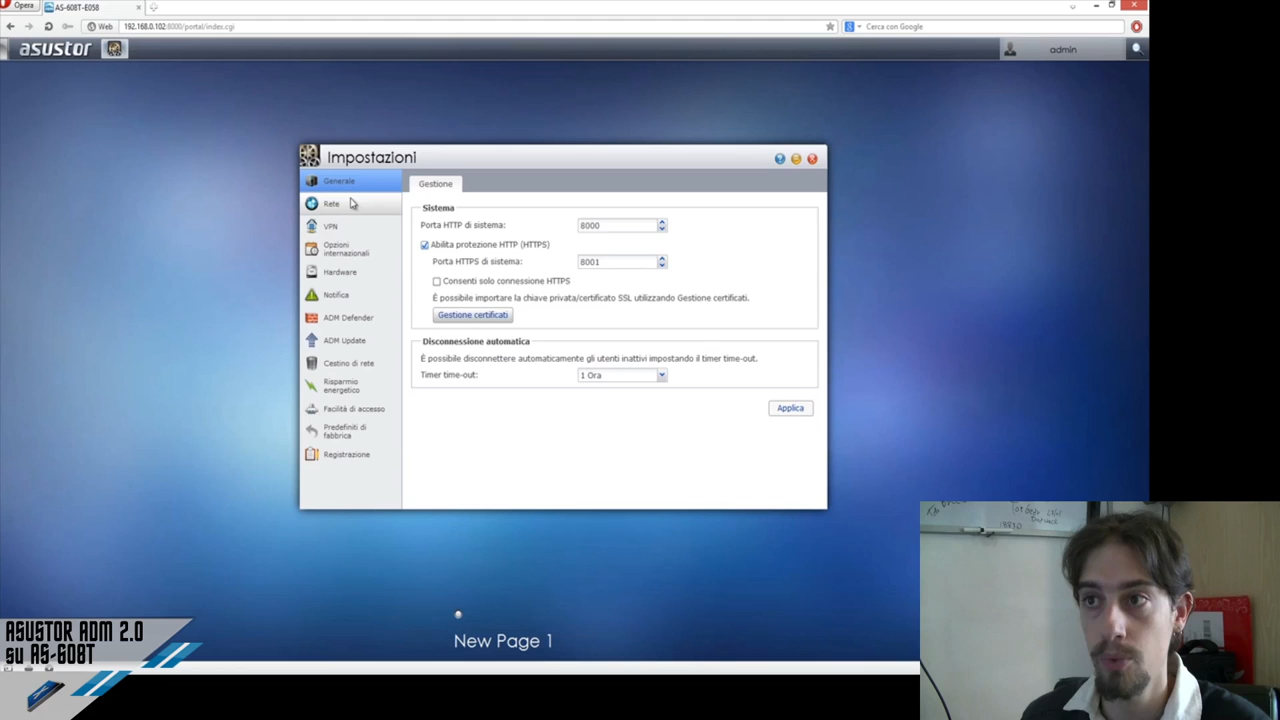 Opera
AS-608T-E058
Web
192.168.0.102:8000/portal/index.cgi
Cerca con Google
asustor
admin
Impostazioni
Generale
Rete
VPN
Opzioni
internazionali
Hardware
Notifica
ADM Defender
ADM Update
Cestino di rete
Risparmio
energetico
Facilità di accesso
Predefiniti di
fabbrica
Registrazione
Gestione
Sistema
Porta HTTP di sistema:
8000
Abilita protezione HTTP (HTTPS)
Porta HTTPS di sistema:
8001
Consenti solo connessione HTTPS
È possibile importare la chiave privata/certificato SSL utilizzando Gestione certificati.
Gestione certificati
Disconnessione automatica
È possibile disconnettere automaticamente gli utenti inattivi impostando il timer time-out.
Timer time-out:
1 Ora
Applica
New Page 1
ASUSTOR ADM 2.0
su AS-608T